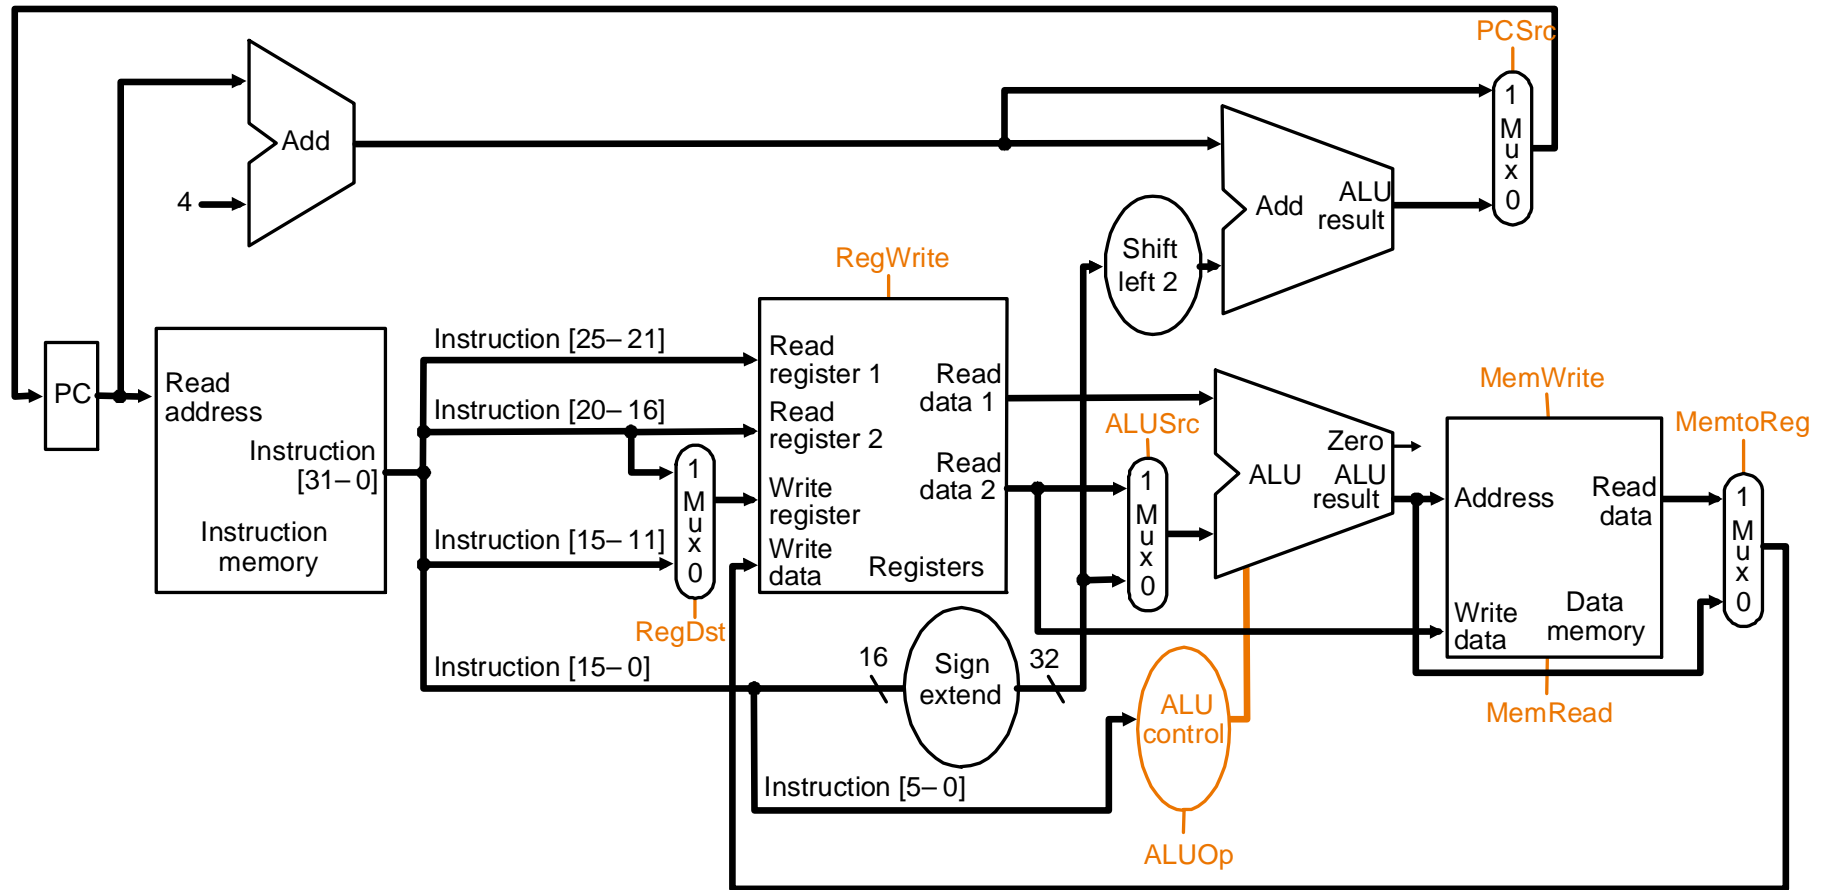 PCSrc
1
M
u
x
0
Add
4
Add
ALU
result
Shift
left 2
RegWrite
PC
Read
address
Instruction
[31–0]
Instruction
memory
Instruction [25–21]
Instruction [20–16]
Instruction [15–11]
Instruction [15–0]
Instruction [5–0]
1
M
u
x
0
RegDst
Read
register 1
Read
register 2
Write
register
Write
data
Read
data 1
Read
data 2
Registers
16
Sign
extend
32
ALUSrc
1
M
u
x
0
Zero
ALU
ALU
result
ALU
control
ALUOp
MemWrite
Address
Read
data
Write
data
Data
memory
MemRead
MemtoReg
1
M
u
x
0